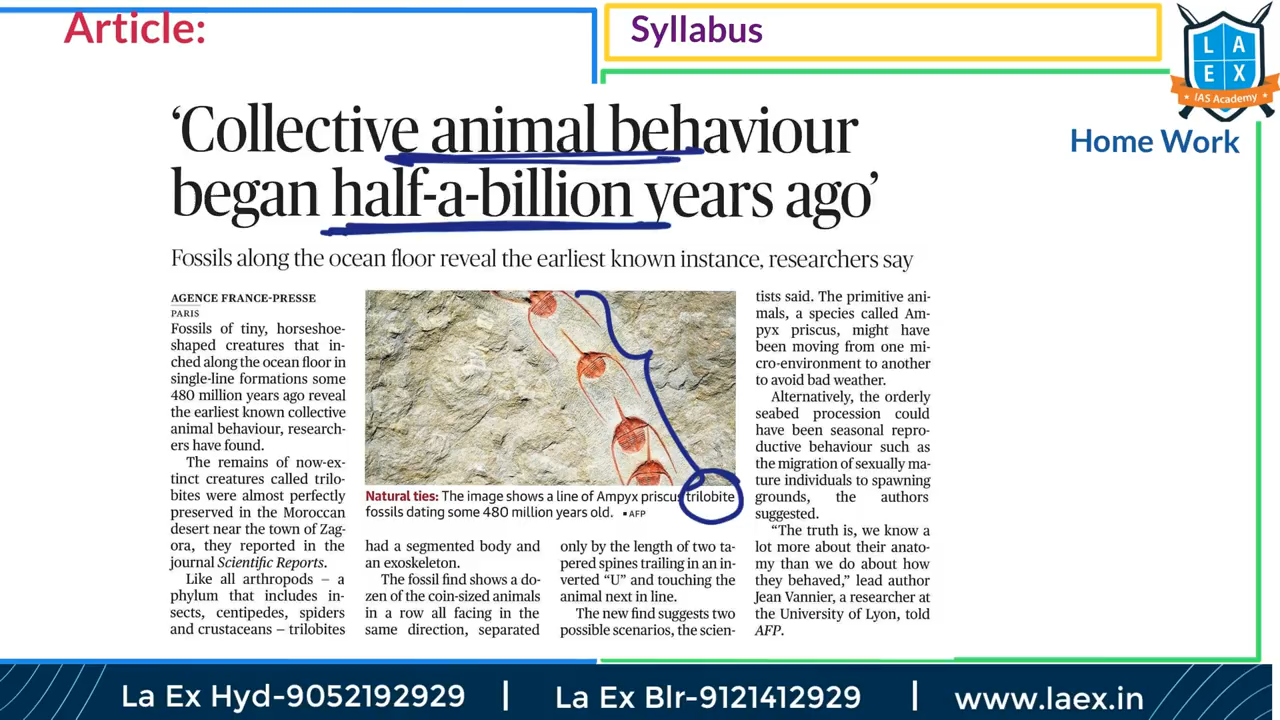 Article:
Syllabus
L A
E X
IAS Academy
Home Work
‘Collective animal behaviour
began half-a-billion years ago’
Fossils along the ocean floor reveal the earliest known instance, researchers say
AGENCE FRANCE-PRESSE
PARIS
Fossils of tiny, horseshoe-
shaped creatures that in-
ched along the ocean floor in
single-line formations some
480 million years ago reveal
the earliest known collective
animal behaviour, research-
ers have found.
The remains of now-ex-
tinct creatures called trilo-
bites were almost perfectly
preserved in the Moroccan
desert near the town of Zag-
ora, they reported in the
journal Scientific Reports.
Like all arthropods – a
phylum that includes in-
sects, centipedes, spiders
and crustaceans – trilobites
Natural ties: The image shows a line of Ampyx priscus trilobite
fossils dating some 480 million years old. ▪ AFP
had a segmented body and
an exoskeleton.
The fossil find shows a do-
zen of the coin-sized animals
in a row all facing in the
same direction, separated
only by the length of two ta-
pered spines trailing in an in-
verted “U” and touching the
animal next in line.
The new find suggests two
possible scenarios, the scien-
tists said. The primitive ani-
mals, a species called Am-
pyx priscus, might have
been moving from one mi-
cro-environment to another
to avoid bad weather.
Alternatively, the orderly
seabed procession could
have been seasonal repro-
ductive behaviour such as
the migration of sexually ma-
ture individuals to spawning
grounds, the authors
suggested.
“The truth is, we know a
lot more about their anato-
my than we do about how
they behaved,” lead author
Jean Vannier, a researcher at
the University of Lyon, told
AFP.
La Ex Hyd-9052192929 | La Ex Blr-9121412929 | www.laex.in